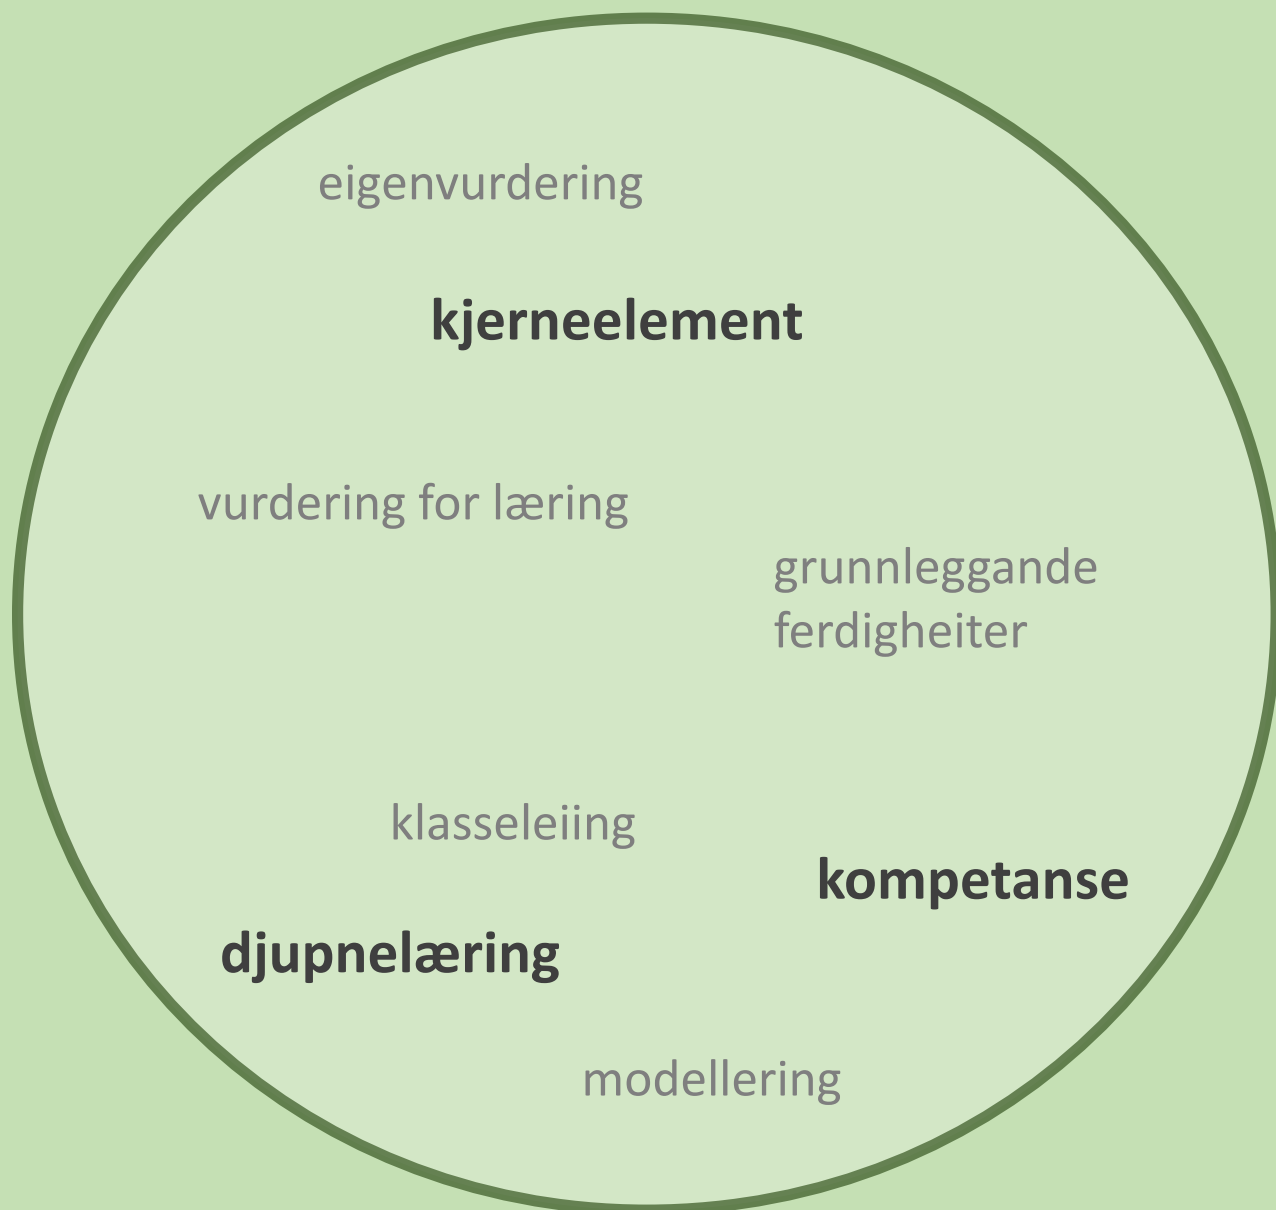 eigenvurdering
kjerneelement
vurdering for læring
grunnleggande
ferdigheiter
klasseleiing
kompetanse
djupnelæring
modellering